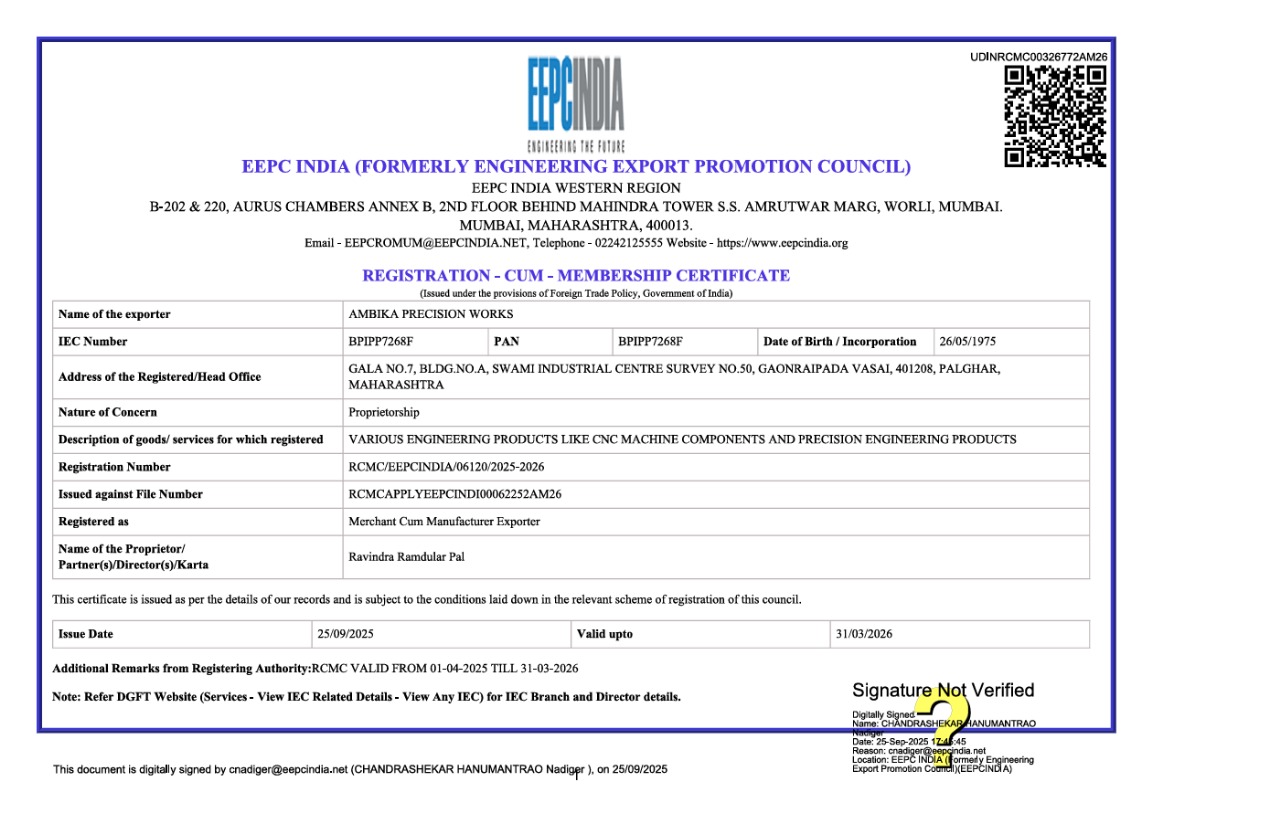 UDINRCMC00326772AM26
EEPCINDIA
ENGINEERING THE FUTURE
EEPC INDIA (FORMERLY ENGINEERING EXPORT PROMOTION COUNCIL)
EEPC INDIA WESTERN REGION
B-202 & 220, AURUS CHAMBERS ANNEX B, 2ND FLOOR BEHIND MAHINDRA TOWER S.S. AMRUTWAR MARG, WORLI, MUMBAI.
MUMBAI, MAHARASHTRA, 400013.
Email - EEPCROMUM@EEPCINDIA.NET, Telephone - 02242125555 Website - https://www.eepcindia.org
REGISTRATION - CUM - MEMBERSHIP CERTIFICATE
(Issued under the provisions of Foreign Trade Policy, Government of India)
Name of the exporter AMBIKA PRECISION WORKS
IEC Number BPIPP7268F PAN BPIPP7268F Date of Birth / Incorporation 26/05/1975
Address of the Registered/Head Office GALA NO.7, BLDG.NO.A, SWAMI INDUSTRIAL CENTRE SURVEY NO.50, GAONRAIPADA VASAI, 401208, PALGHAR,
MAHARASHTRA
Nature of Concern Proprietorship
Description of goods/ services for which registered VARIOUS ENGINEERING PRODUCTS LIKE CNC MACHINE COMPONENTS AND PRECISION ENGINEERING PRODUCTS
Registration Number RCMC/EEPCINDIA/06120/2025-2026
Issued against File Number RCMCAPPLYEEPCINDI00062252AM26
Registered as Merchant Cum Manufacturer Exporter
Name of the Proprietor/
Partner(s)/Director(s)/Karta Ravindra Ramdular Pal
This certificate is issued as per the details of our records and is subject to the conditions laid down in the relevant scheme of registration of this council.
Issue Date 25/09/2025 Valid upto 31/03/2026
Additional Remarks from Registering Authority:RCMC VALID FROM 01-04-2025 TILL 31-03-2026
Note: Refer DGFT Website (Services - View IEC Related Details - View Any IEC) for IEC Branch and Director details.
Signature Not Verified
Digitally Signed
Name: CHANDRASHEKAR HANUMANTRAO
Nadiger
Date: 25-Sep-2025 17:45:45
Reason: cnadiger@eepcindia.net
Location: EEPC INDIA (Formerly Engineering
Export Promotion Council)(EEPCINDIA)
This document is digitally signed by cnadiger@eepcindia.net (CHANDRASHEKAR HANUMANTRAO Nadiger ), on 25/09/2025
1